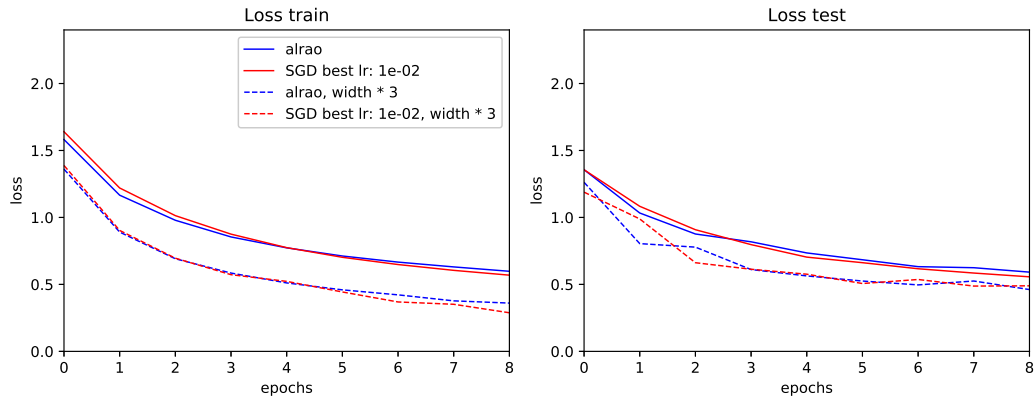 Loss train
2.0
1.5
1.0
0.5
0.0
loss
0 1 2 3 4 5 6 7 8
epochs
alrao
SGD best lr: 1e-02
alrao, width * 3
SGD best lr: 1e-02, width * 3
Loss test
2.0
1.5
1.0
0.5
0.0
loss
0 1 2 3 4 5 6 7 8
epochs